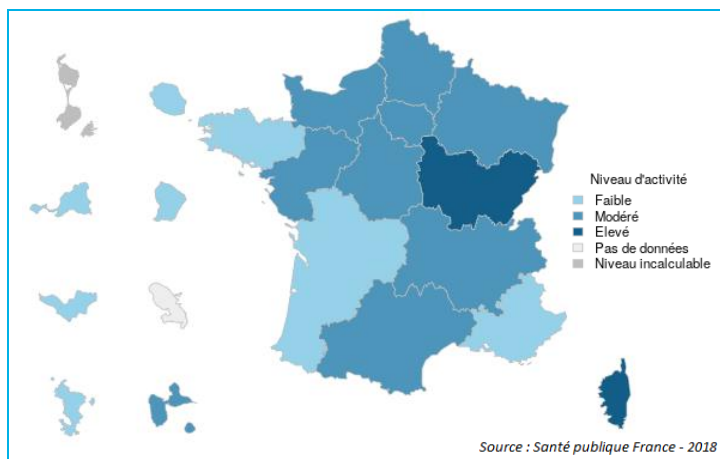 Niveau d'activité
Faible
Modéré
Elevé
Pas de données
Niveau incalculable
Source : Santé publique France - 2018